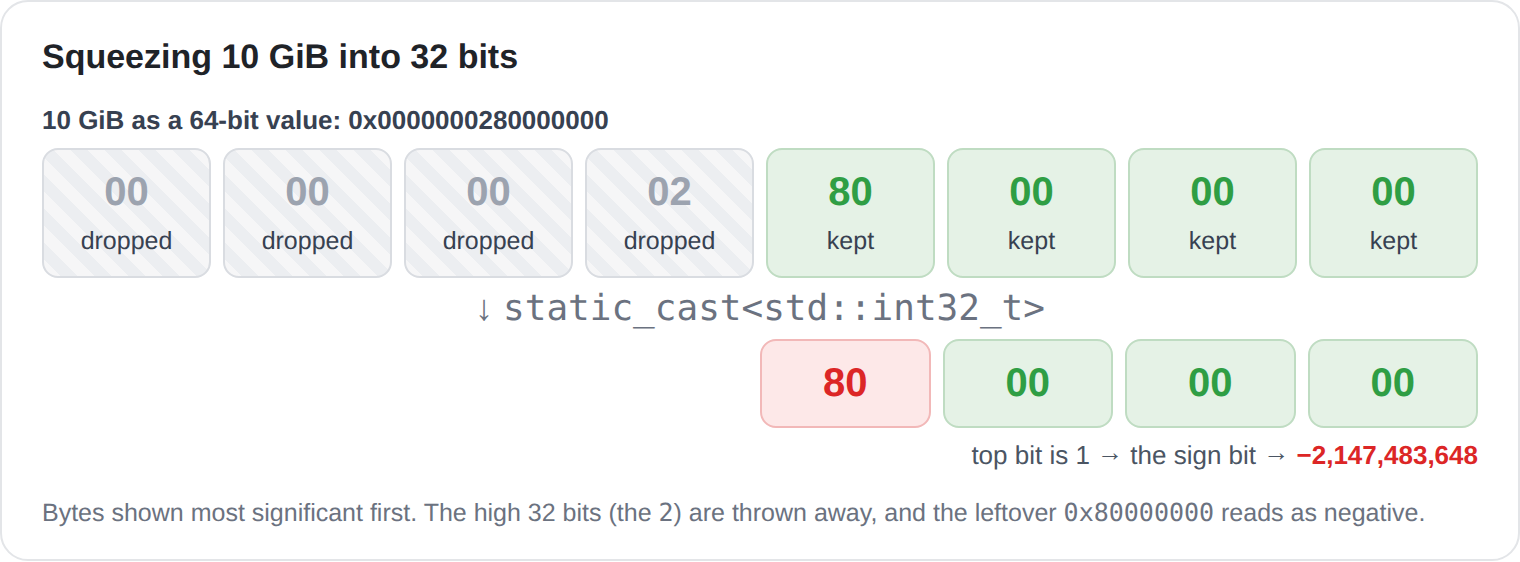 Squeezing 10 GiB into 32 bits
10 GiB as a 64-bit value: 0x0000000280000000
00 00 00 02 80 00 00 00
dropped dropped dropped dropped kept kept kept kept
↓ static_cast<std::int32_t>
80 00 00 00
top bit is 1 → the sign bit → −2,147,483,648
Bytes shown most significant first. The high 32 bits (the 2) are thrown away, and the leftover 0x80000000 reads as negative.